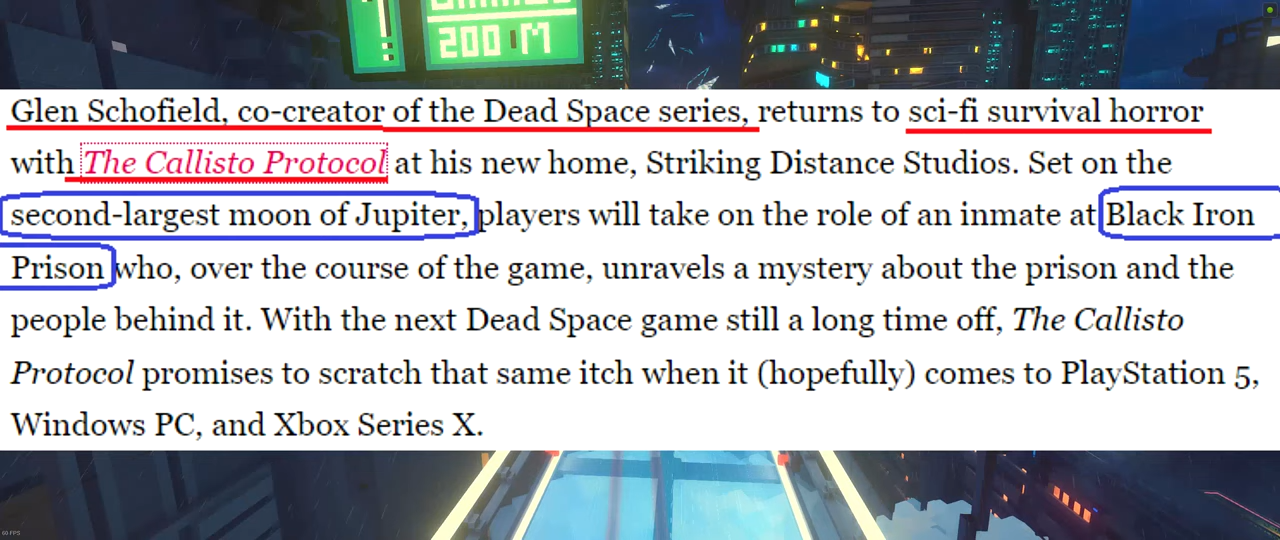 200 M
Glen Schofield, co-creator of the Dead Space series, returns to sci-fi survival horror
with The Callisto Protocol at his new home, Striking Distance Studios. Set on the
second-largest moon of Jupiter, players will take on the role of an inmate at Black Iron
Prison who, over the course of the game, unravels a mystery about the prison and the
people behind it. With the next Dead Space game still a long time off, The Callisto
Protocol promises to scratch that same itch when it (hopefully) comes to PlayStation 5,
Windows PC, and Xbox Series X.
60 FPS